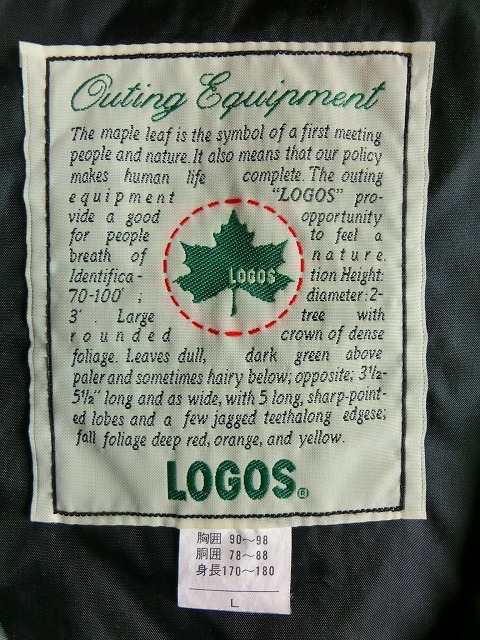 Outing Equipment
The maple leaf is the symbol of a first meeting
people and nature. It also means that our policy
makes human life complete. The outing
equipment "LOGOS" pro-
vide a good opportunity
for people to feel a
breath of nature.
Identifica- tion Height:
70-100' ; diameter:2-
3' . Large tree with
rounded crown of dense
foliage. Leaves dull, dark green above
paler and sometimes hairy below; opposite; 3½-
5½" long and as wide, with 5 long, sharp-point-
ed lobes and a few jagged teethalong edgese;
fall foliage deep red, orange, and yellow.
LOGOS
LOGOS®
胸囲 90～98
胴囲 78～88
身長170～180
L